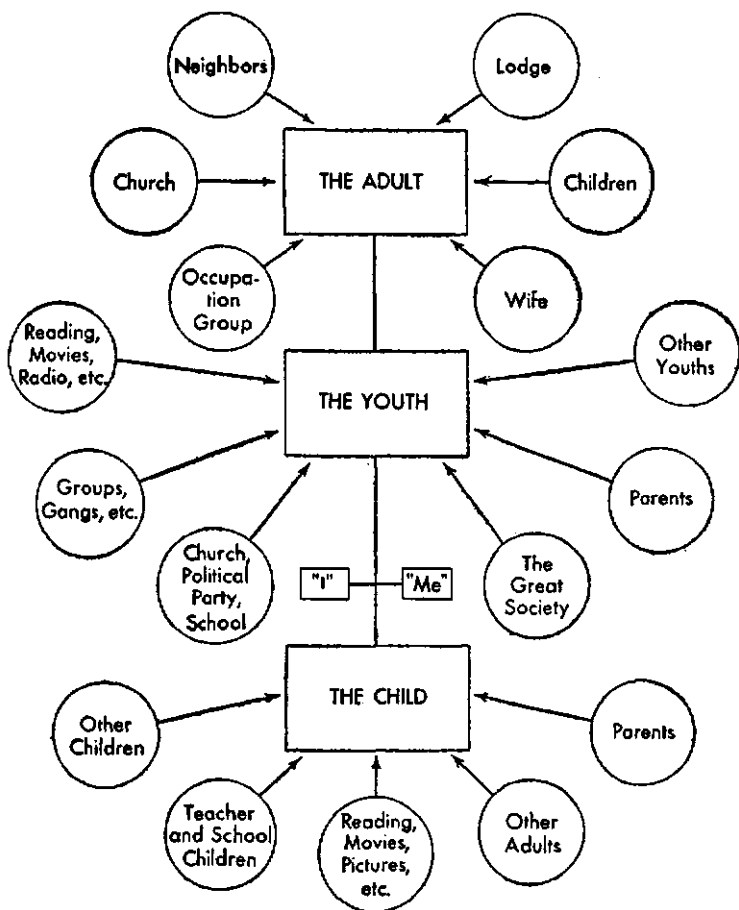 Neighbors
Lodge
Church
THE ADULT
Children
Occupa-
tion
Group
Wife
Reading,
Movies,
Radio, etc.
Other
Youths
THE YOUTH
Groups,
Gangs, etc.
Parents
Church,
Political
Party,
School
"I"
"Me"
The
Great
Society
THE CHILD
Other
Children
Parents
Teacher
and School
Children
Reading,
Movies,
Pictures,
etc.
Other
Adults